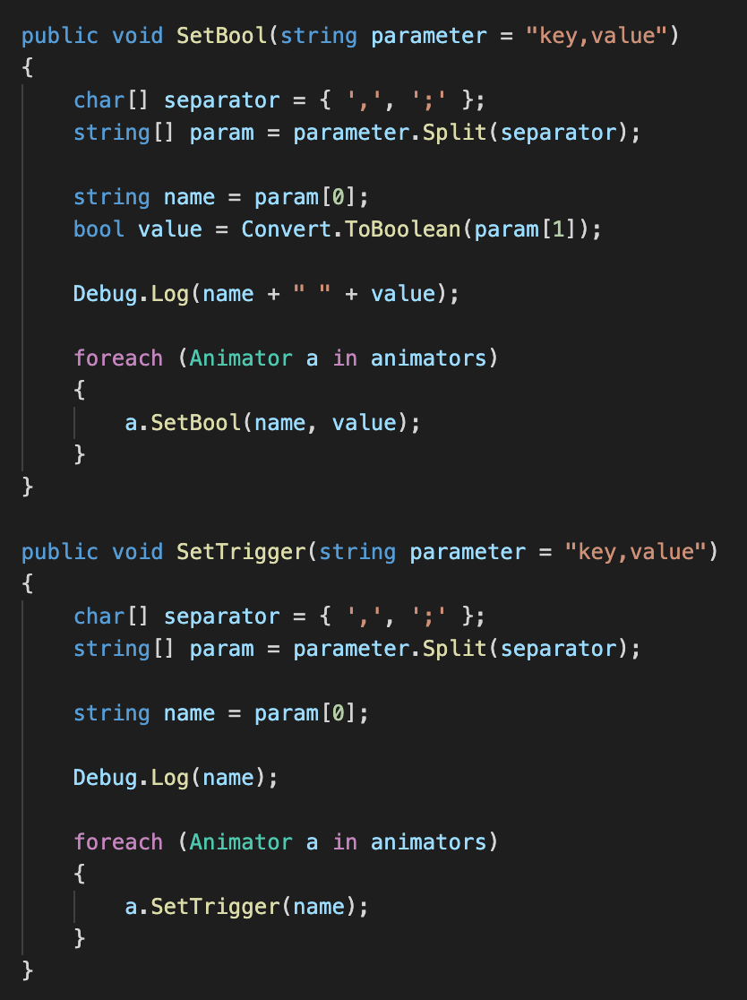 public void SetBool(string parameter = "key,value")
{
    char[] separator = { ',', ';' };
    string[] param = parameter.Split(separator);

    string name = param[0];
    bool value = Convert.ToBoolean(param[1]);

    Debug.Log(name + " " + value);

    foreach (Animator a in animators)
    {
        a.SetBool(name, value);
    }
}

public void SetTrigger(string parameter = "key,value")
{
    char[] separator = { ',', ';' };
    string[] param = parameter.Split(separator);

    string name = param[0];

    Debug.Log(name);

    foreach (Animator a in animators)
    {
        a.SetTrigger(name);
    }
}